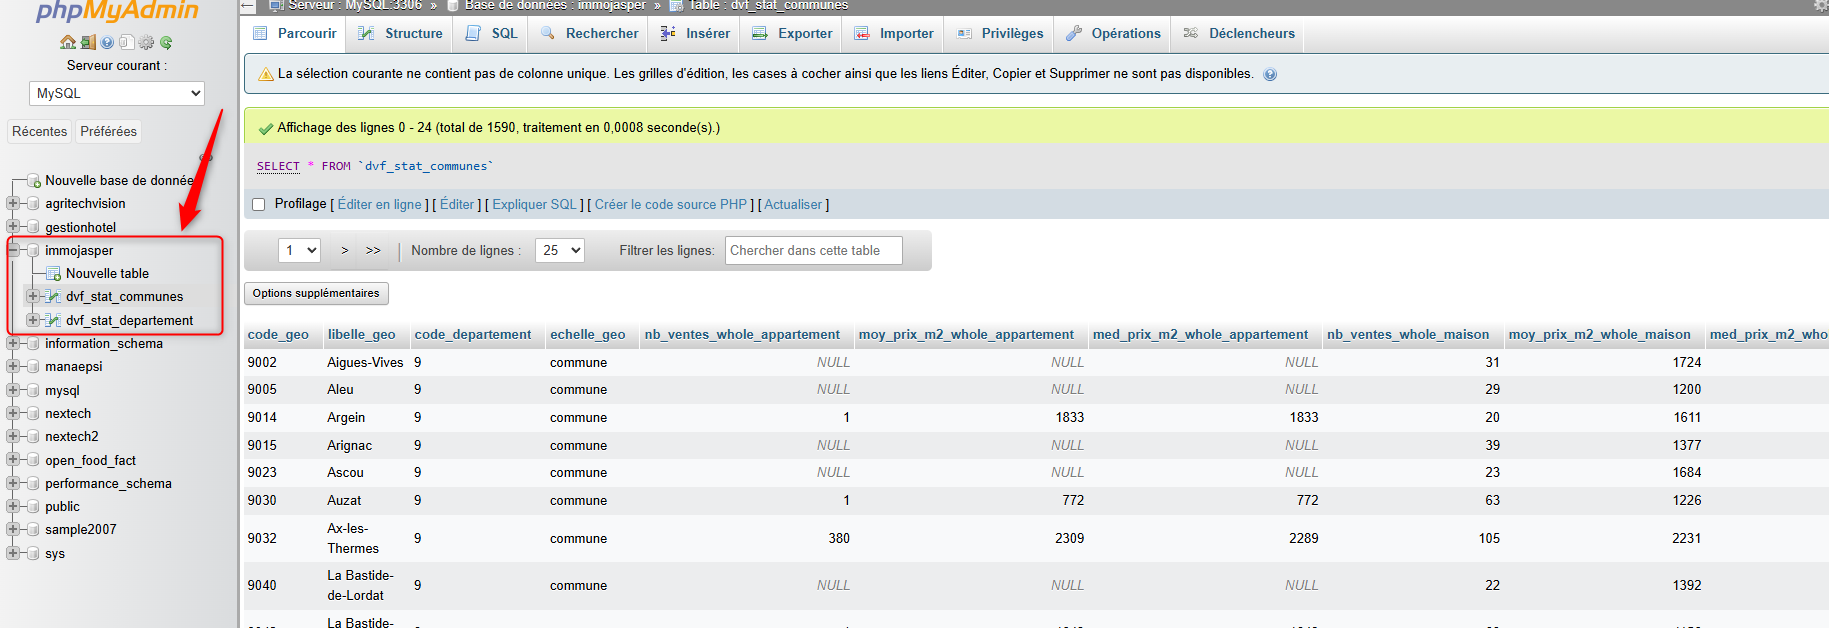 phpMyAdmin
Serveur courant :
MySQL
Récentes
Préférées
Nouvelle base de donnée
agritechvision
gestionhotel
immojasper
Nouvelle table
dvf_stat_communes
dvf_stat_departement
information_schema
manaepsi
mysql
nextech
nextech2
open_food_fact
performance_schema
public
sample2007
sys
Serveur : MySQL:3306 » Base de données : immojasper » Table : dvf_stat_communes
Parcourir Structure SQL Rechercher Insérer Exporter Importer Privilèges Opérations Déclencheurs
La sélection courante ne contient pas de colonne unique. Les grilles d'édition, les cases à cocher ainsi que les liens Éditer, Copier et Supprimer ne sont pas disponibles.
Affichage des lignes 0 - 24 (total de 1590, traitement en 0,0008 seconde(s).)
SELECT * FROM `dvf_stat_communes`
Profilage [ Éditer en ligne ] [ Éditer ] [ Expliquer SQL ] [ Créer le code source PHP ] [ Actualiser ]
1 > >> | Nombre de lignes : 25 Filtrer les lignes: Chercher dans cette table
Options supplémentaires
code_geo libelle_geo code_departement echelle_geo nb_ventes_whole_appartement moy_prix_m2_whole_appartement med_prix_m2_whole_appartement nb_ventes_whole_maison moy_prix_m2_whole_maison med_prix_m2_who
9002 Aigues-Vives 9 commune NULL NULL NULL 31 1724
9005 Aleu 9 commune NULL NULL NULL 29 1200
9014 Argein 9 commune 1 1833 1833 20 1611
9015 Arignac 9 commune NULL NULL NULL 39 1377
9023 Ascou 9 commune NULL NULL NULL 23 1684
9030 Auzat 9 commune 1 772 772 63 1226
9032 Ax-les-
Thermes 9 commune 380 2309 2289 105 2231
9040 La Bastide-
de-Lordat 9 commune NULL NULL NULL 22 1392
La Bastide-